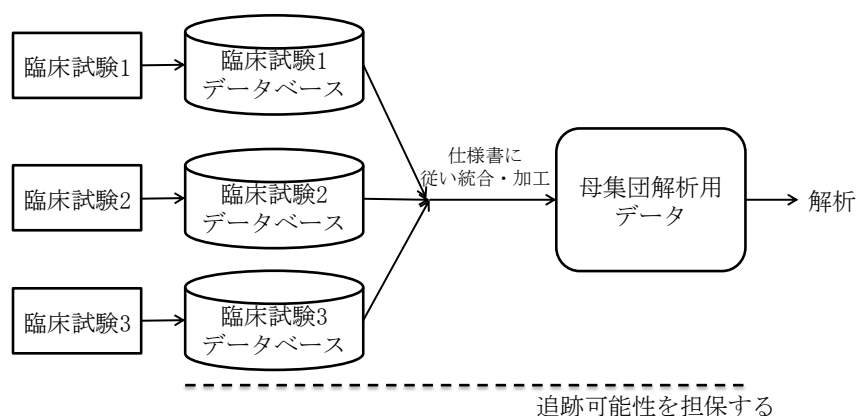 臨床試験1
臨床試験1
データベース
臨床試験2
臨床試験2
データベース
臨床試験3
臨床試験3
データベース
仕様書に
従い統合・加工
母集団解析用
データ
解析
追跡可能性を担保する